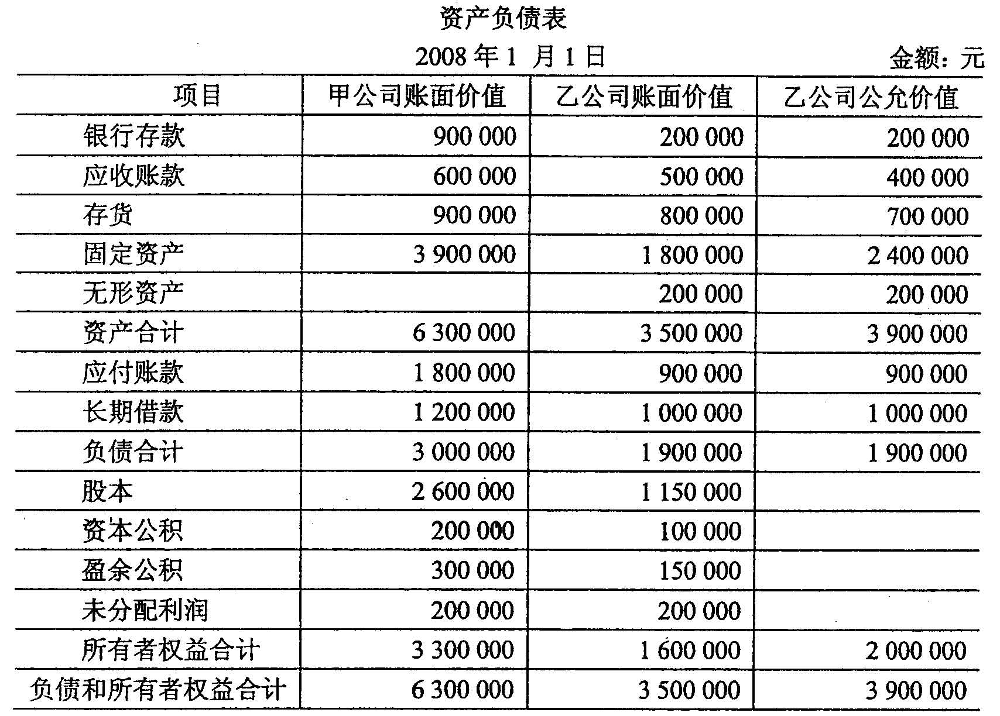 资产负债表
2008年1 月1日 金额：元
项目 甲公司账面价值 乙公司账面价值 乙公司公允价值
银行存款 900 000 200 000 200 000
应收账款 600 000 500 000 400 000
存货 900 000 800 000 700 000
固定资产 3 900 000 1 800 000 2 400 000
无形资产 200 000 200 000
资产合计 6 300 000 3 500 000 3 900 000
应付账款 1 800 000 900 000 900 000
长期借款 1 200 000 1 000 000 1 000 000
负债合计 3 000 000 1 900 000 1 900 000
股本 2 600 000 1 150 000
资本公积 200 000 100 000
盈余公积 300 000 150 000
未分配利润 200 000 200 000
所有者权益合计 3 300 000 1 600 000 2 000 000
负债和所有者权益合计 6 300 000 3 500 000 3 900 000